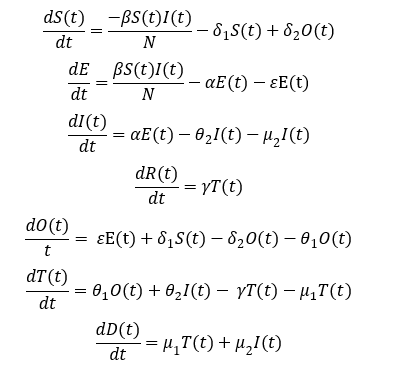 dS(t)/dt = −βS(t)I(t)/N − δ₁S(t) + δ₂O(t)
dE/dt = βS(t)I(t)/N − αE(t) − εE(t)
dI(t)/dt = αE(t) − θ₂I(t) − μ₂I(t)
dR(t)/dt = γT(t)
dO(t)/t = εE(t) + δ₁S(t) − δ₂O(t) − θ₁O(t)
dT(t)/dt = θ₁O(t) + θ₂I(t) − γT(t) − μ₁T(t)
dD(t)/dt = μ₁T(t) + μ₂I(t)